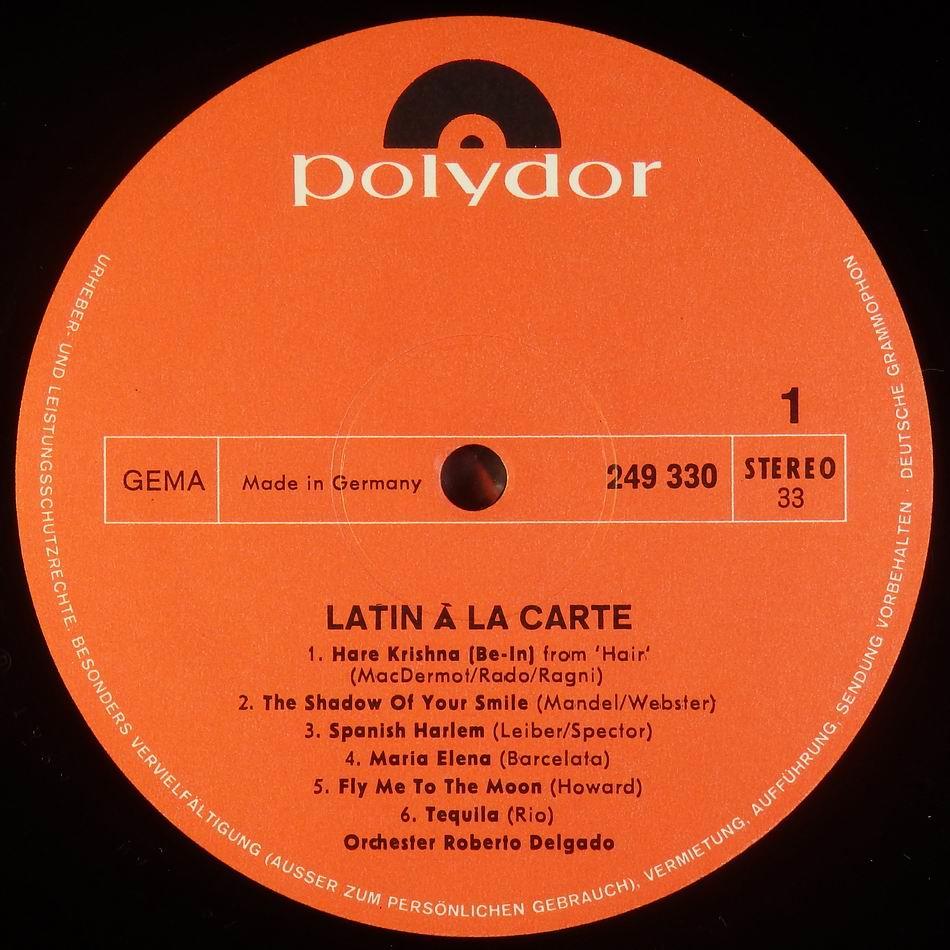 polydor
1
GEMA
Made in Germany
249 330
STEREO
33
LATIN À LA CARTE
1. Hare Krishna (Be-In) from ‘Hair’
(MacDermot/Rado/Ragni)
2. The Shadow Of Your Smile (Mandel/Webster)
3. Spanish Harlem (Leiber/Spector)
4. Maria Elena (Barcelata)
5. Fly Me To The Moon (Howard)
6. Tequila (Rio)
Orchester Roberto Delgado
URHEBER- UND LEISTUNGSSCHUTZRECHTE, BESONDERS VERVIELFÄLTIGUNG (AUSSER ZUM PERSÖNLICHEN GEBRAUCH), VERMIETUNG, AUFFÜHRUNG, SENDUNG VORBEHALTEN · DEUTSCHE GRAMMOPHON